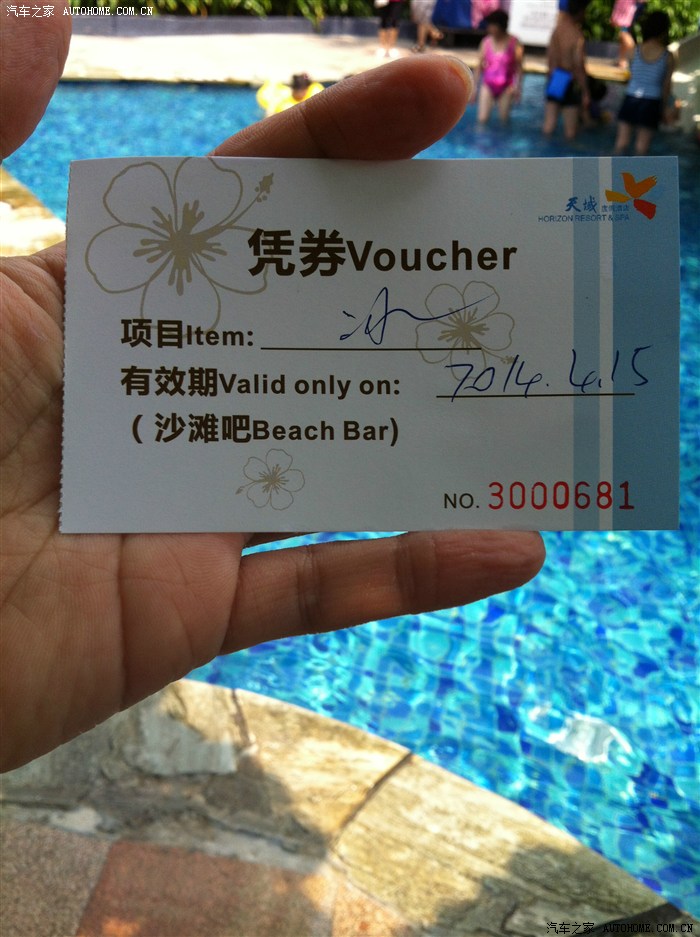 汽车之家 AUTOHOME.COM.CN
天域
HORIZON RESORT & SPA
凭券Voucher
项目Item: 冰
有效期Valid only on: 2014.4.15
(沙滩吧Beach Bar)
NO. 3000681
汽车之家 AUTOHOME.COM.CN